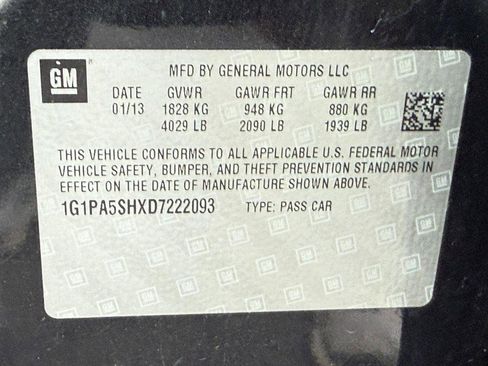 GM
MFD BY GENERAL MOTORS LLC
DATE GVWR GAWR FRT GAWR RR
01/13 1828 KG 948 KG 880 KG
4029 LB 2090 LB 1939 LB
THIS VEHICLE CONFORMS TO ALL APPLICABLE U.S. FEDERAL MOTOR
VEHICLE SAFETY, BUMPER, AND THEFT PREVENTION STANDARDS IN
EFFECT ON THE DATE OF MANUFACTURE SHOWN ABOVE.
1G1PA5SHXD7222093 TYPE: PASS CAR